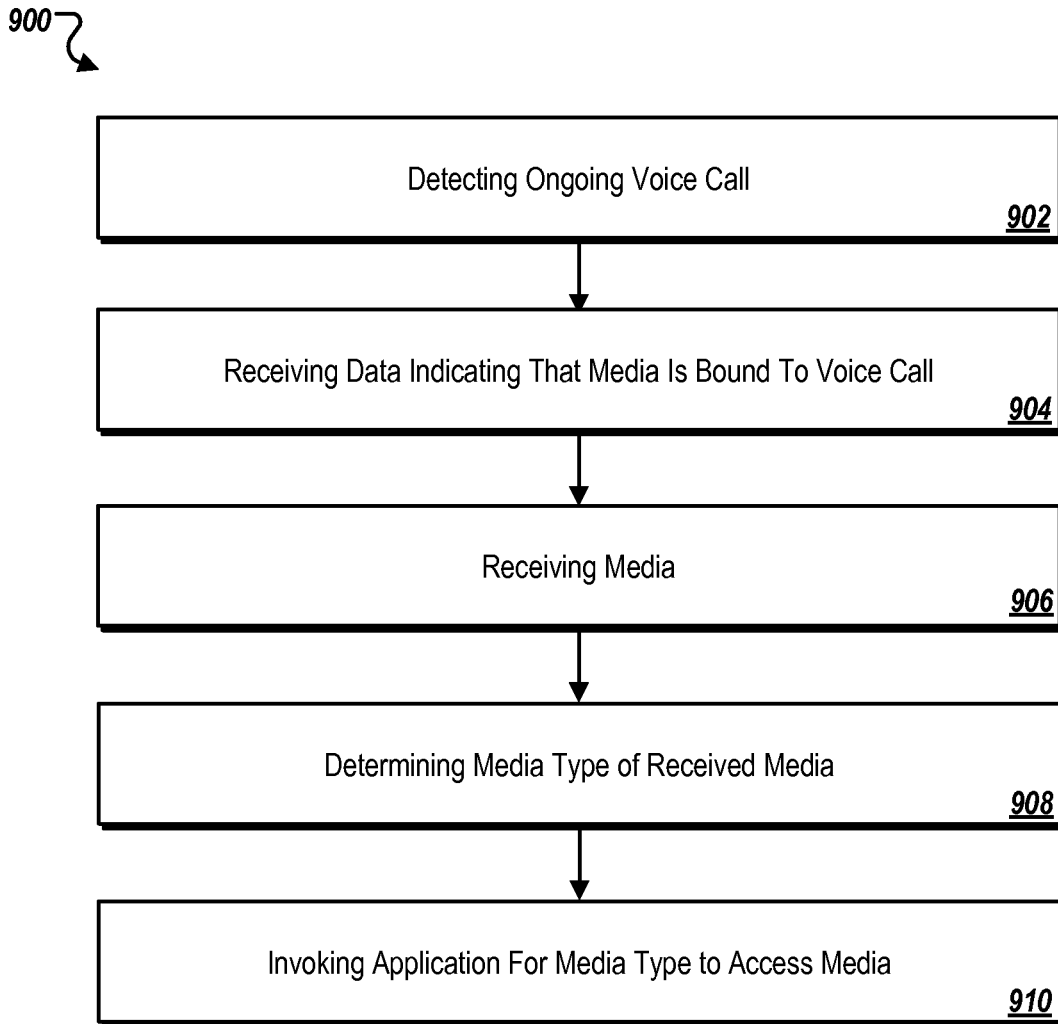 900
Detecting Ongoing Voice Call
902
Receiving Data Indicating That Media Is Bound To Voice Call
904
Receiving Media
906
Determining Media Type of Received Media
908
Invoking Application For Media Type to Access Media
910